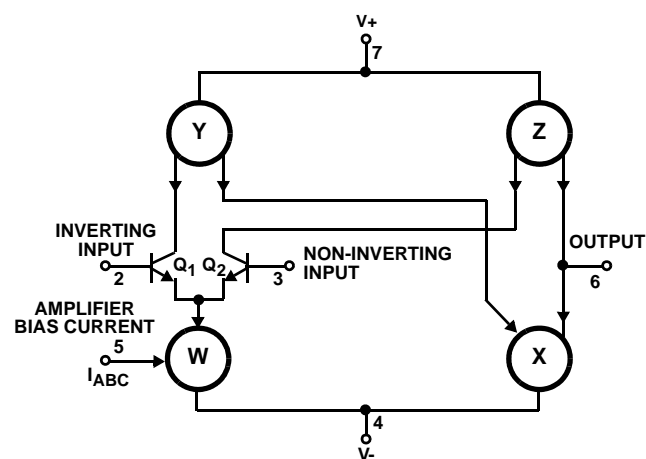 V+
7
Y
Z
INVERTING
INPUT
2
Q1
Q2
3
NON-INVERTING
INPUT
OUTPUT
6
AMPLIFIER
BIAS CURRENT
5
IABC
W
X
4
V-